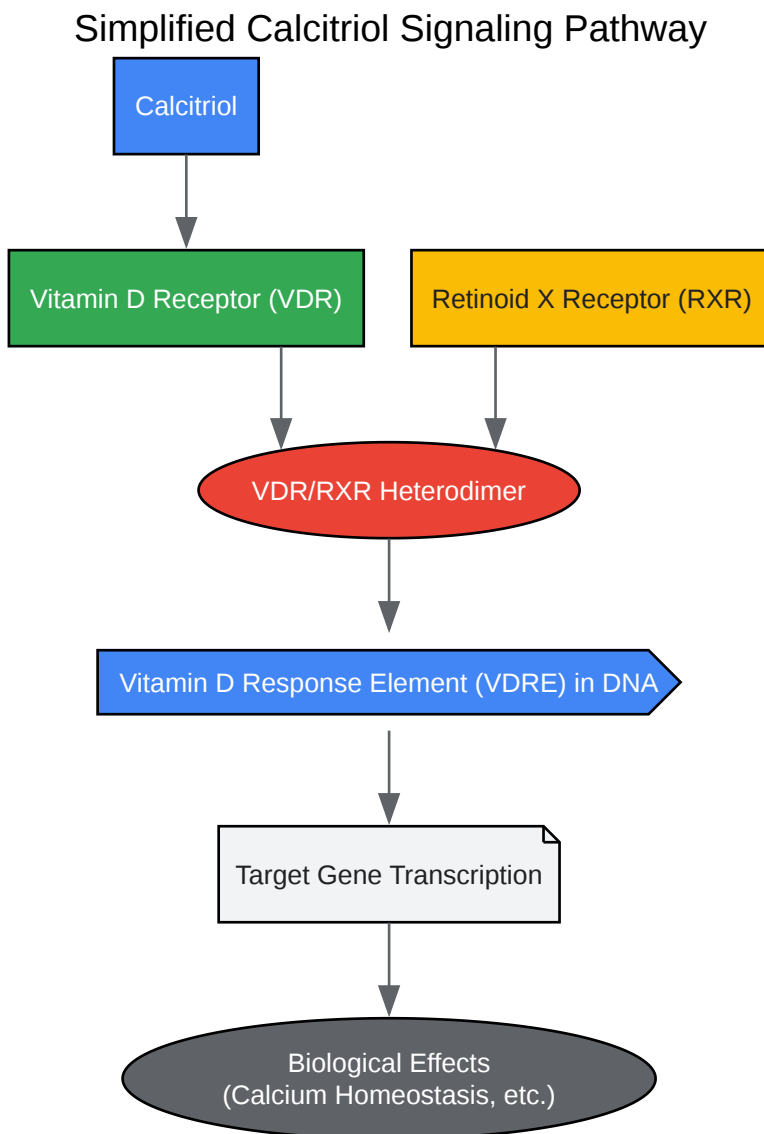 Simplified Calcitriol Signaling Pathway
Calcitriol
Vitamin D Receptor (VDR)
Retinoid X Receptor (RXR)
VDR/RXR Heterodimer
Vitamin D Response Element (VDRE) in DNA
Target Gene Transcription
Biological Effects
(Calcium Homeostasis, etc.)